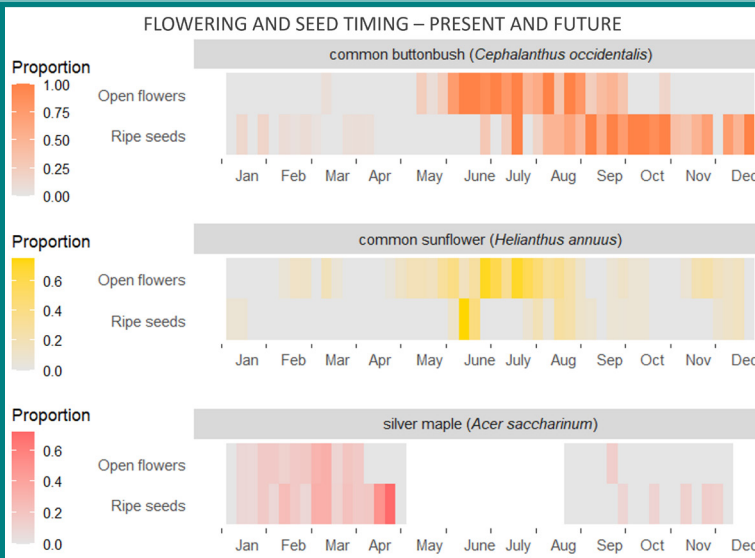 FLOWERING AND SEED TIMING – PRESENT AND FUTURE
common buttonbush (Cephalanthus occidentalis)
Proportion
1.00
0.75
0.50
0.25
0.00
Open flowers
Ripe seeds
Jan Feb Mar Apr May June July Aug Sep Oct Nov Dec
common sunflower (Helianthus annuus)
Proportion
0.6
0.4
0.2
0.0
Open flowers
Ripe seeds
Jan Feb Mar Apr May June July Aug Sep Oct Nov Dec
silver maple (Acer saccharinum)
Proportion
0.6
0.4
0.2
0.0
Open flowers
Ripe seeds
Jan Feb Mar Apr May June July Aug Sep Oct Nov Dec